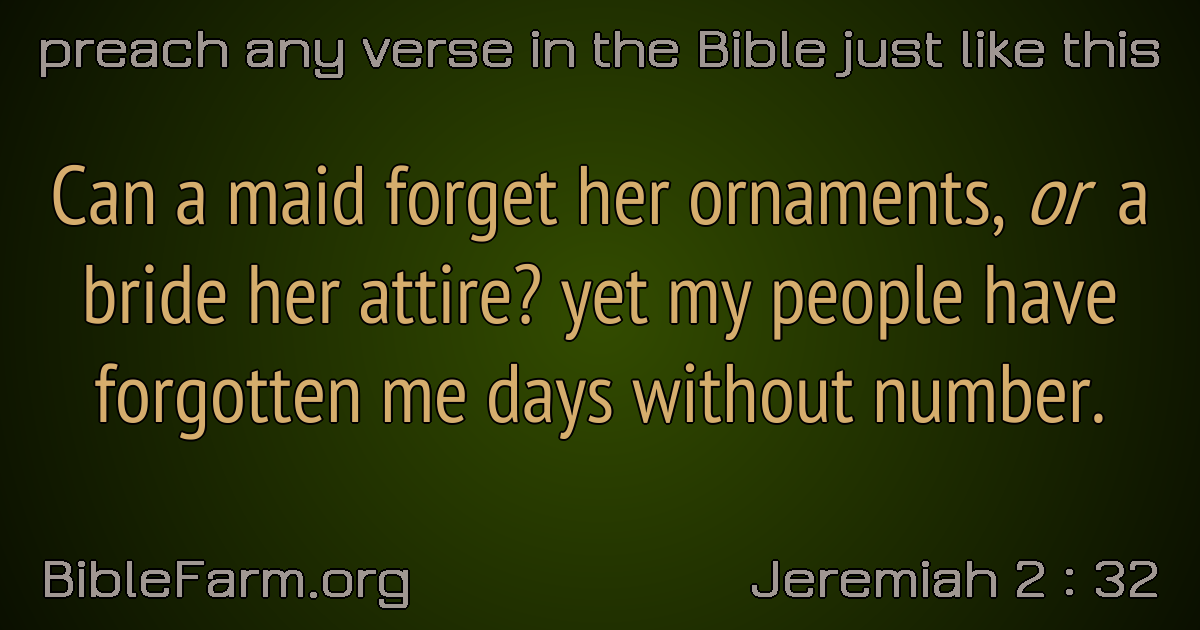 preach any verse in the Bible just like this
Can a maid forget her ornaments, or a
bride her attire? yet my people have
forgotten me days without number.
BibleFarm.org
Jeremiah 2 : 32